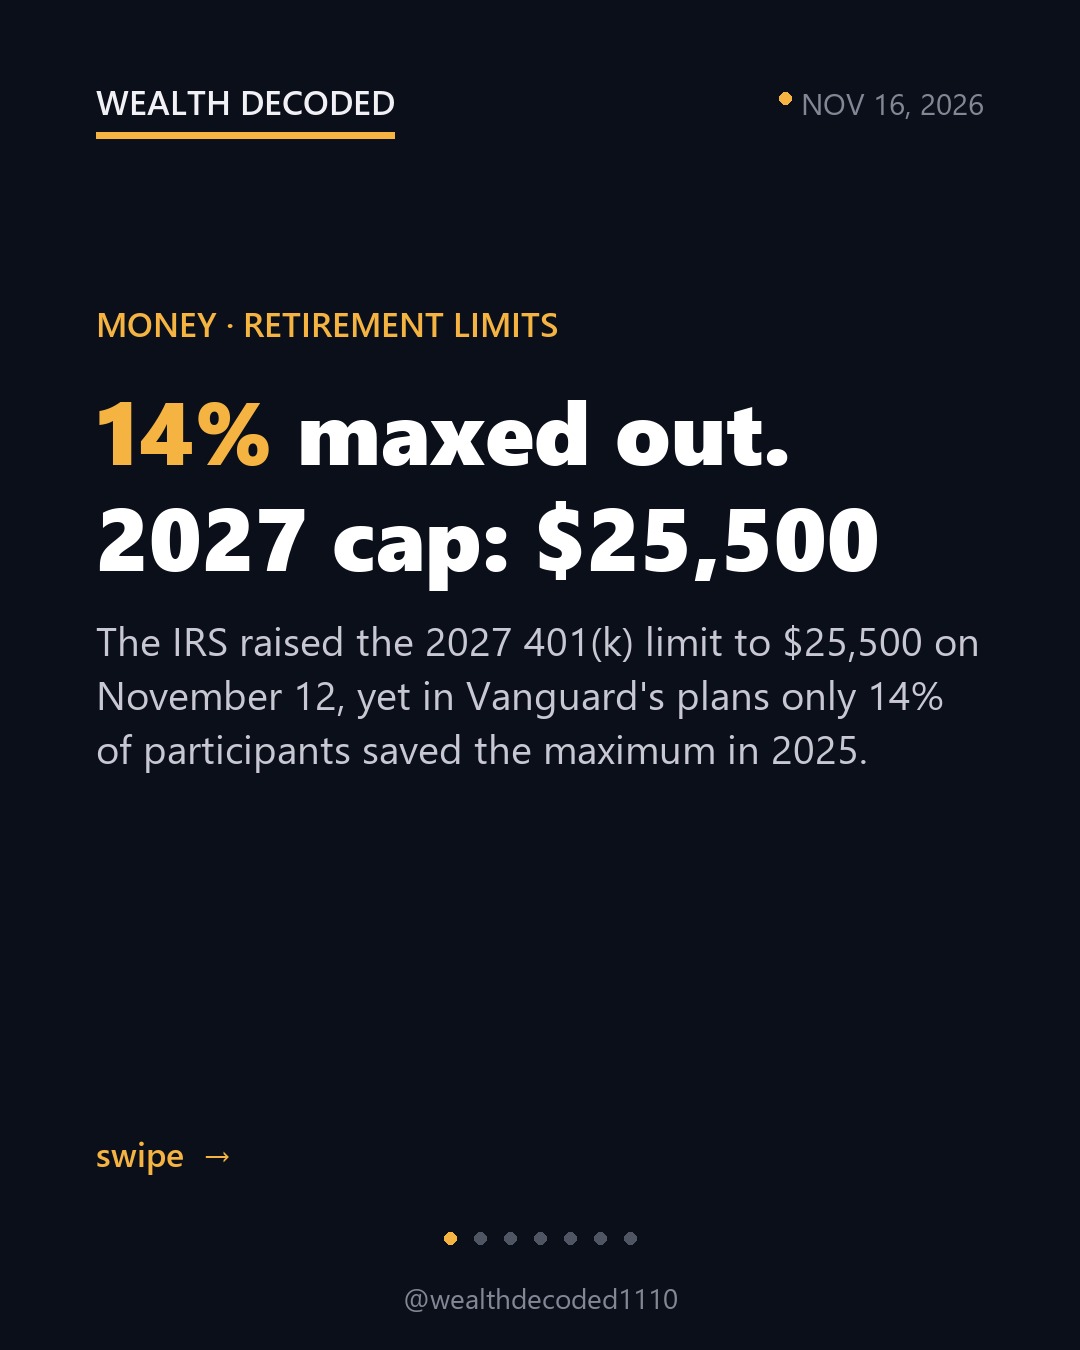 WEALTH DECODED
NOV 16, 2026
MONEY · RETIREMENT LIMITS
14% maxed out.
2027 cap: $25,500
The IRS raised the 2027 401(k) limit to $25,500 on
November 12, yet in Vanguard's plans only 14%
of participants saved the maximum in 2025.
swipe →
@wealthdecoded1110